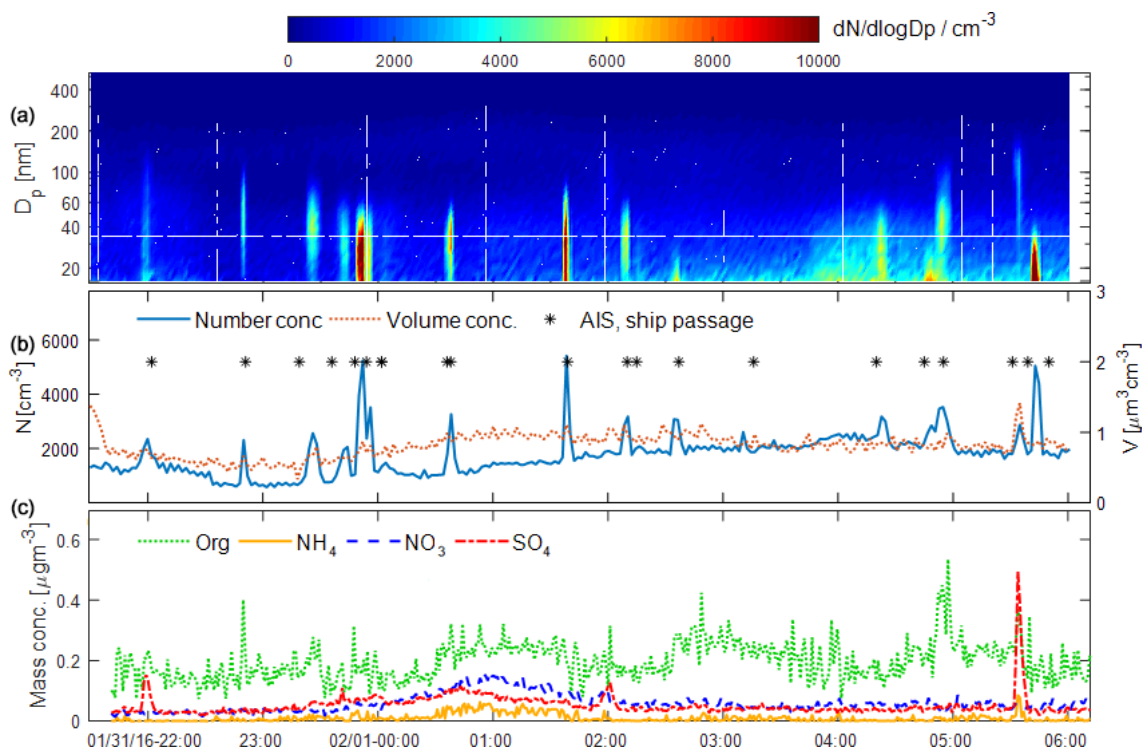 dN/dlogDp / cm-3
0 2000 4000 6000 8000 10000
(a)
400
200
100
60
40
20
Dp [nm]
(b)
Number conc Volume conc. * AIS, ship passage
6000
4000
2000
N[cm-3]
3
2
1
0
V [μm3cm-3]
(c)
Org NH4 NO3 SO4
0.6
0.4
0.2
0
Mass conc. [μgm-3]
01/31/16-22:00 23:00 02/01-00:00 01:00 02:00 03:00 04:00 05:00 06:00